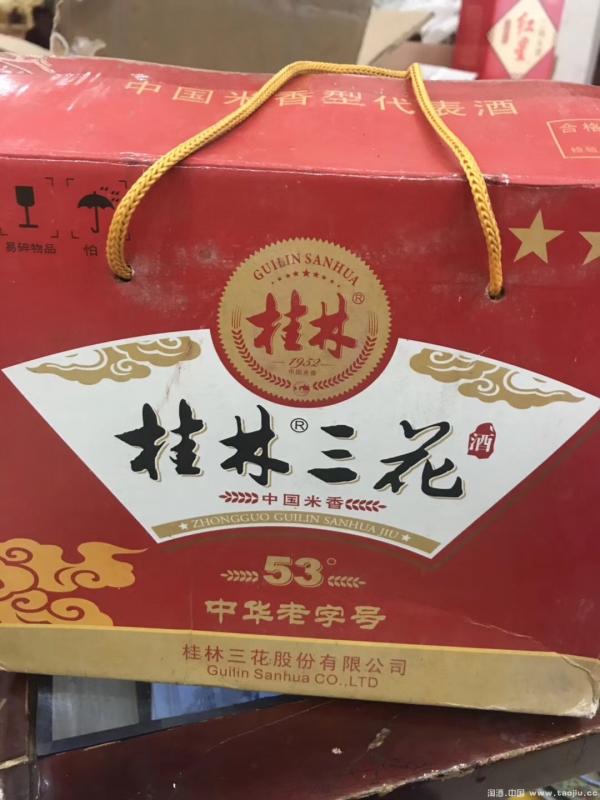 红星
中国米香型代表酒
合格
检验
易碎物品
怕
GUILIN SANHUA
桂林®
1952
中国米香
桂林®三花
酒
中国米香
ZHONGGUO GUILIN SANHUA JIU
53°
中华老字号
桂林三花股份有限公司
Guilin Sanhua CO.,LTD
淘酒.中国 www.taojiu.cc